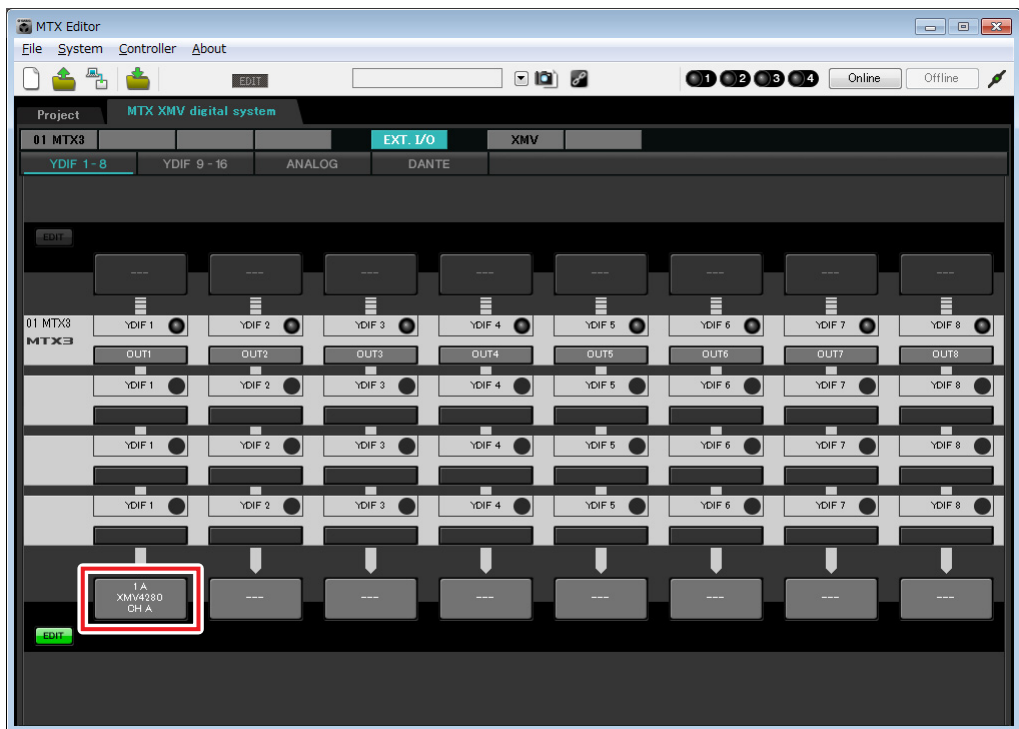 MTX Editor
File System Controller About
EDIT 1 2 3 4 Online Offline
Project MTX XMV digital system
01 MTX3 EXT. I/O XMV
YDIF 1-8 YDIF 9-16 ANALOG DANTE
EDIT
--- --- --- --- --- --- --- ---
01 MTX3 YDIF 1 YDIF 2 YDIF 3 YDIF 4 YDIF 5 YDIF 6 YDIF 7 YDIF 8
MTX3 OUT1 OUT2 OUT3 OUT4 OUT5 OUT6 OUT7 OUT8
YDIF 1 YDIF 2 YDIF 3 YDIF 4 YDIF 5 YDIF 6 YDIF 7 YDIF 8
YDIF 1 YDIF 2 YDIF 3 YDIF 4 YDIF 5 YDIF 6 YDIF 7 YDIF 8
YDIF 1 YDIF 2 YDIF 3 YDIF 4 YDIF 5 YDIF 6 YDIF 7 YDIF 8
1 A
XMV4280 --- --- --- --- --- --- ---
CH A
EDIT